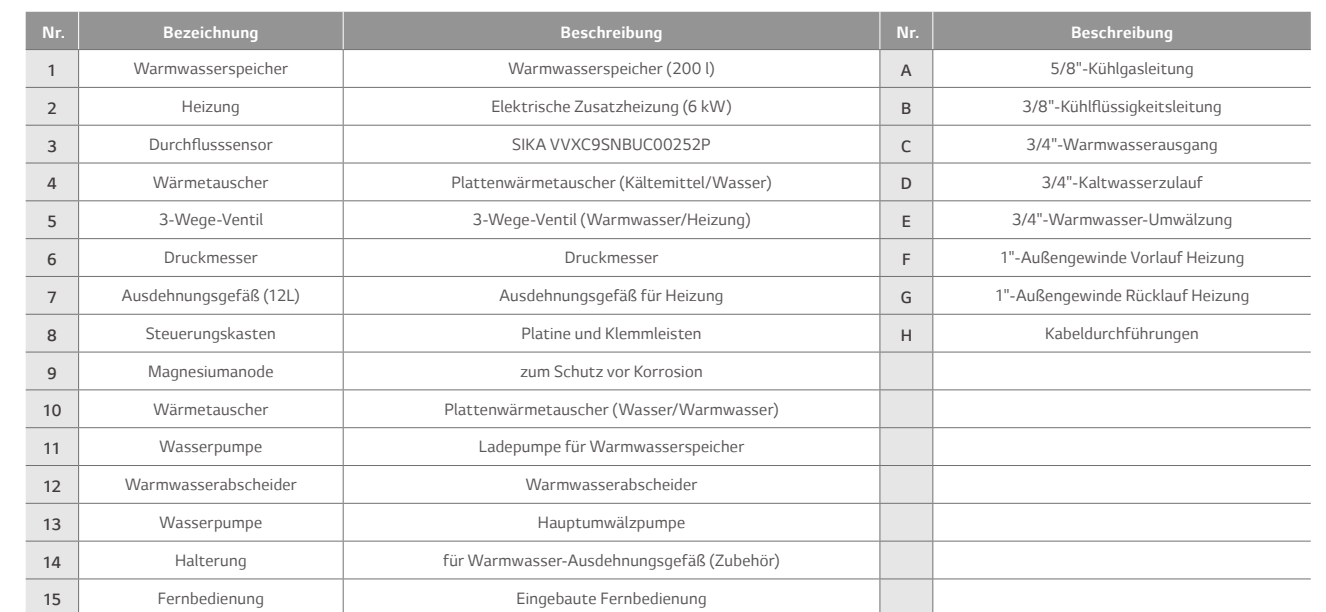 Nr. Bezeichnung Beschreibung Nr. Beschreibung
1 Warmwasserspeicher Warmwasserspeicher (200 l) A 5/8"-Kühlgasleitung
2 Heizung Elektrische Zusatzheizung (6 kW) B 3/8"-Kühlflüssigkeitsleitung
3 Durchflusssensor SIKA VVXC9SNBUC00252P C 3/4"-Warmwasserausgang
4 Wärmetauscher Plattenwärmetauscher (Kältemittel/Wasser) D 3/4"-Kaltwasserzulauf
5 3-Wege-Ventil 3-Wege-Ventil (Warmwasser/Heizung) E 3/4"-Warmwasser-Umwälzung
6 Druckmesser Druckmesser F 1"-Außengewinde Vorlauf Heizung
7 Ausdehnungsgefäß (12L) Ausdehnungsgefäß für Heizung G 1"-Außengewinde Rücklauf Heizung
8 Steuerungskasten Platine und Klemmleisten H Kabeldurchführungen
9 Magnesiumanode zum Schutz vor Korrosion
10 Wärmetauscher Plattenwärmetauscher (Wasser/Warmwasser)
11 Wasserpumpe Ladepumpe für Warmwasserspeicher
12 Warmwasserabscheider Warmwasserabscheider
13 Wasserpumpe Hauptumwälzpumpe
14 Halterung für Warmwasser-Ausdehnungsgefäß (Zubehör)
15 Fernbedienung Eingebaute Fernbedienung